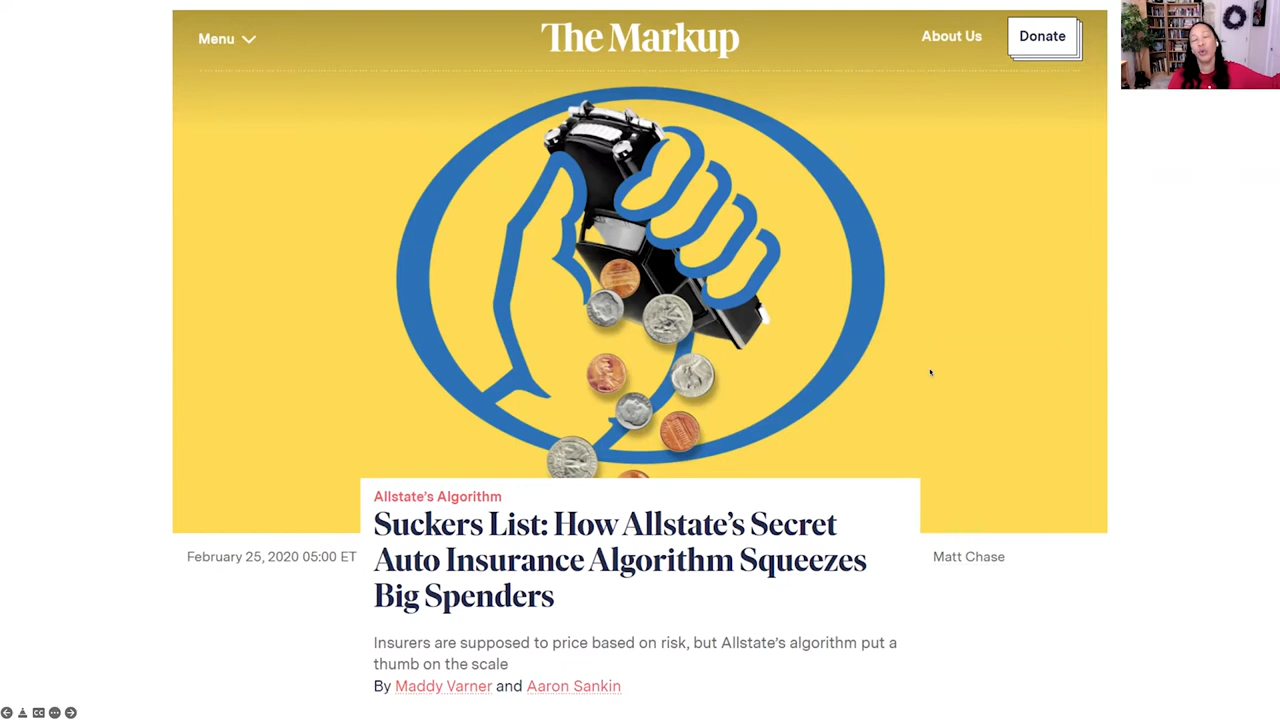 Menu
The Markup
About Us
Donate
Allstate's Algorithm
Suckers List: How Allstate's Secret
Auto Insurance Algorithm Squeezes
Big Spenders
February 25, 2020 05:00 ET
Matt Chase
Insurers are supposed to price based on risk, but Allstate's algorithm put a
thumb on the scale
By Maddy Varner and Aaron Sankin
CC